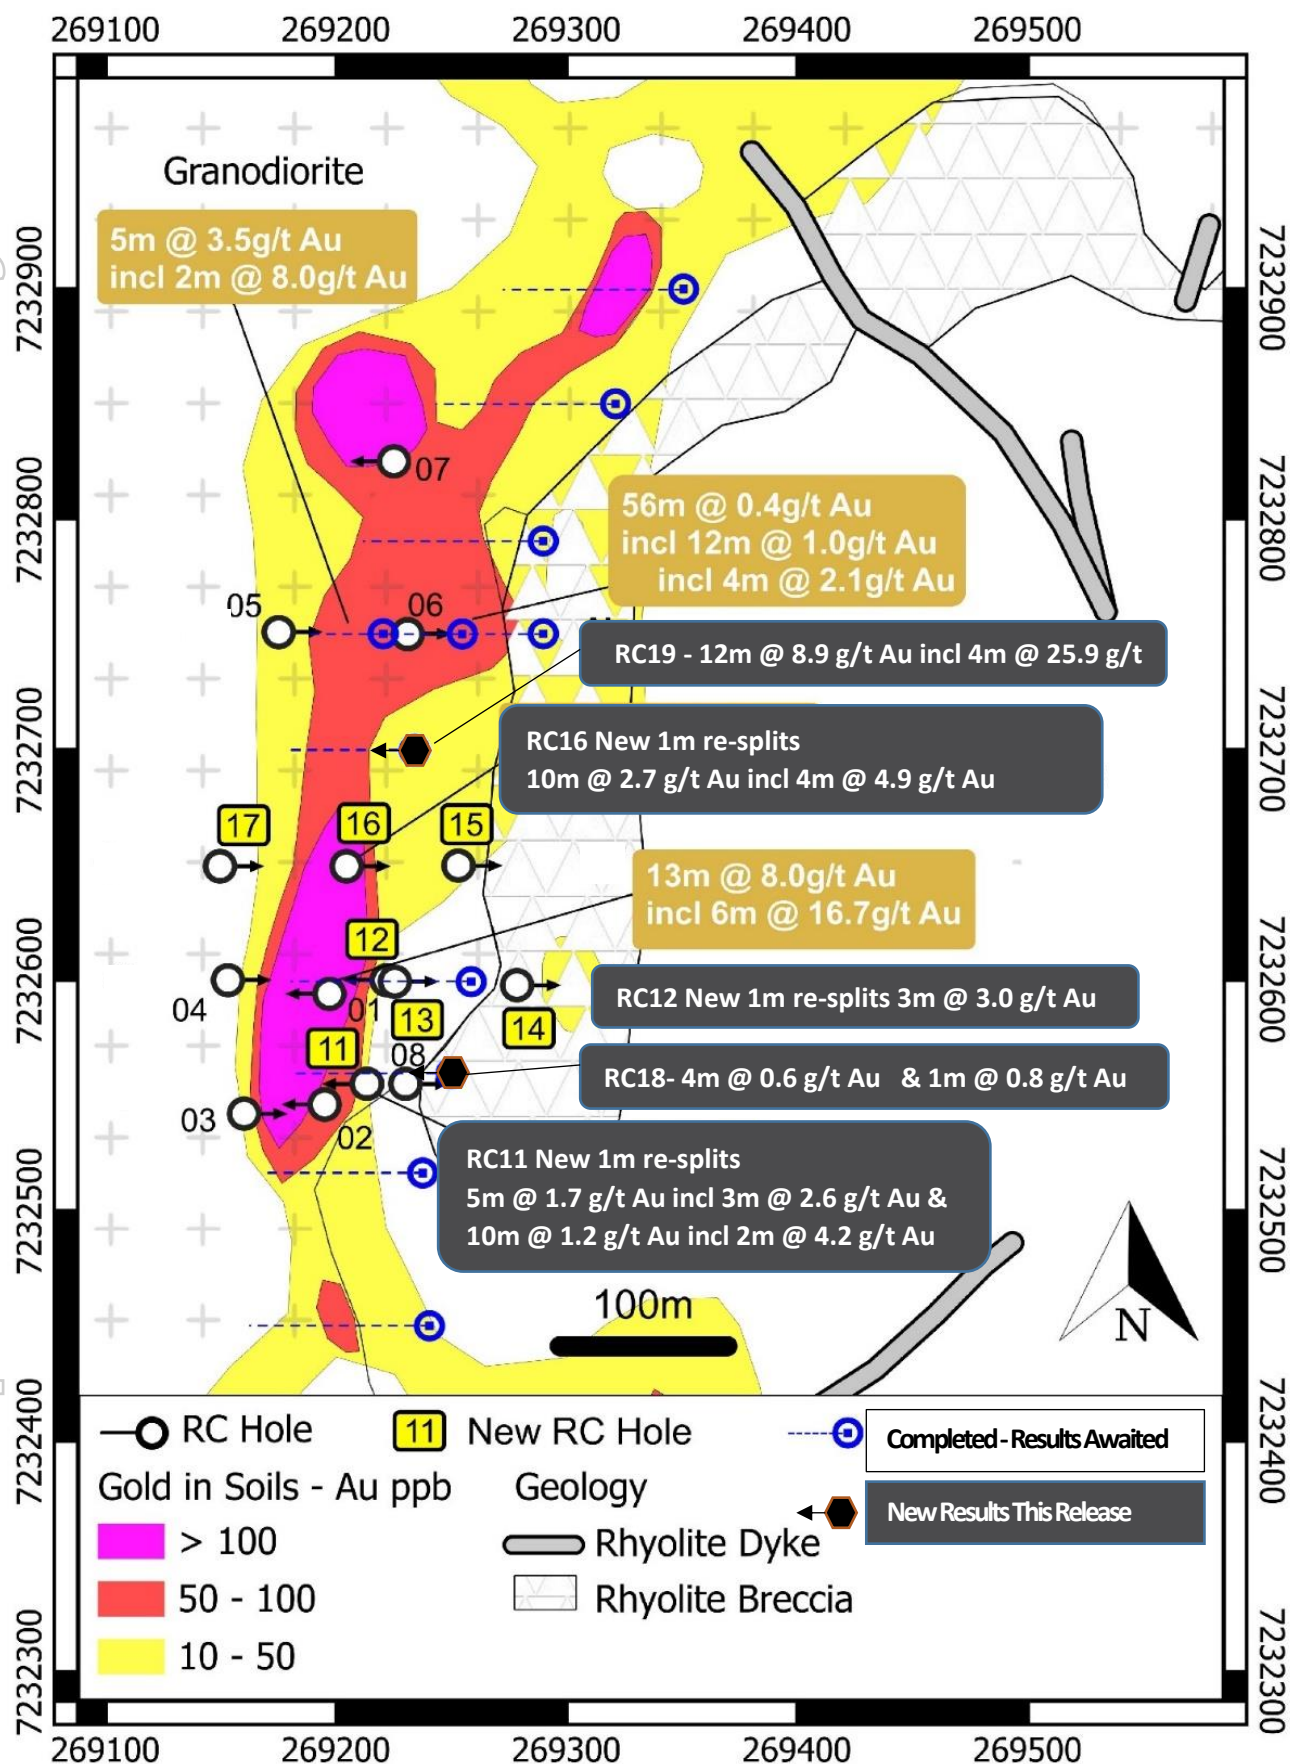 269100 269200 269300 269400 269500
Granodiorite
5m @ 3.5g/t Au
incl 2m @ 8.0g/t Au
7232900
7232900
07
7232800
7232800
56m @ 0.4g/t Au
incl 12m @ 1.0g/t Au
incl 4m @ 2.1g/t Au
05
06
RC19 - 12m @ 8.9 g/t Au incl 4m @ 25.9 g/t
7232700
7232700
RC16 New 1m re-splits
10m @ 2.7 g/t Au incl 4m @ 4.9 g/t Au
17
16
15
13m @ 8.0g/t Au
incl 6m @ 16.7g/t Au
12
7232600
7232600
04
01
13
14
RC12 New 1m re-splits 3m @ 3.0 g/t Au
11
08
RC18- 4m @ 0.6 g/t Au & 1m @ 0.8 g/t Au
03
02
RC11 New 1m re-splits
5m @ 1.7 g/t Au incl 3m @ 2.6 g/t Au &
10m @ 1.2 g/t Au incl 2m @ 4.2 g/t Au
7232500
7232500
100m
N
7232400
7232400
RC Hole
11
New RC Hole
Completed - Results Awaited
Gold in Soils - Au ppb
Geology
New Results This Release
> 100
Rhyolite Dyke
50 - 100
Rhyolite Breccia
10 - 50
7232300
7232300
269100 269200 269300 269400 269500